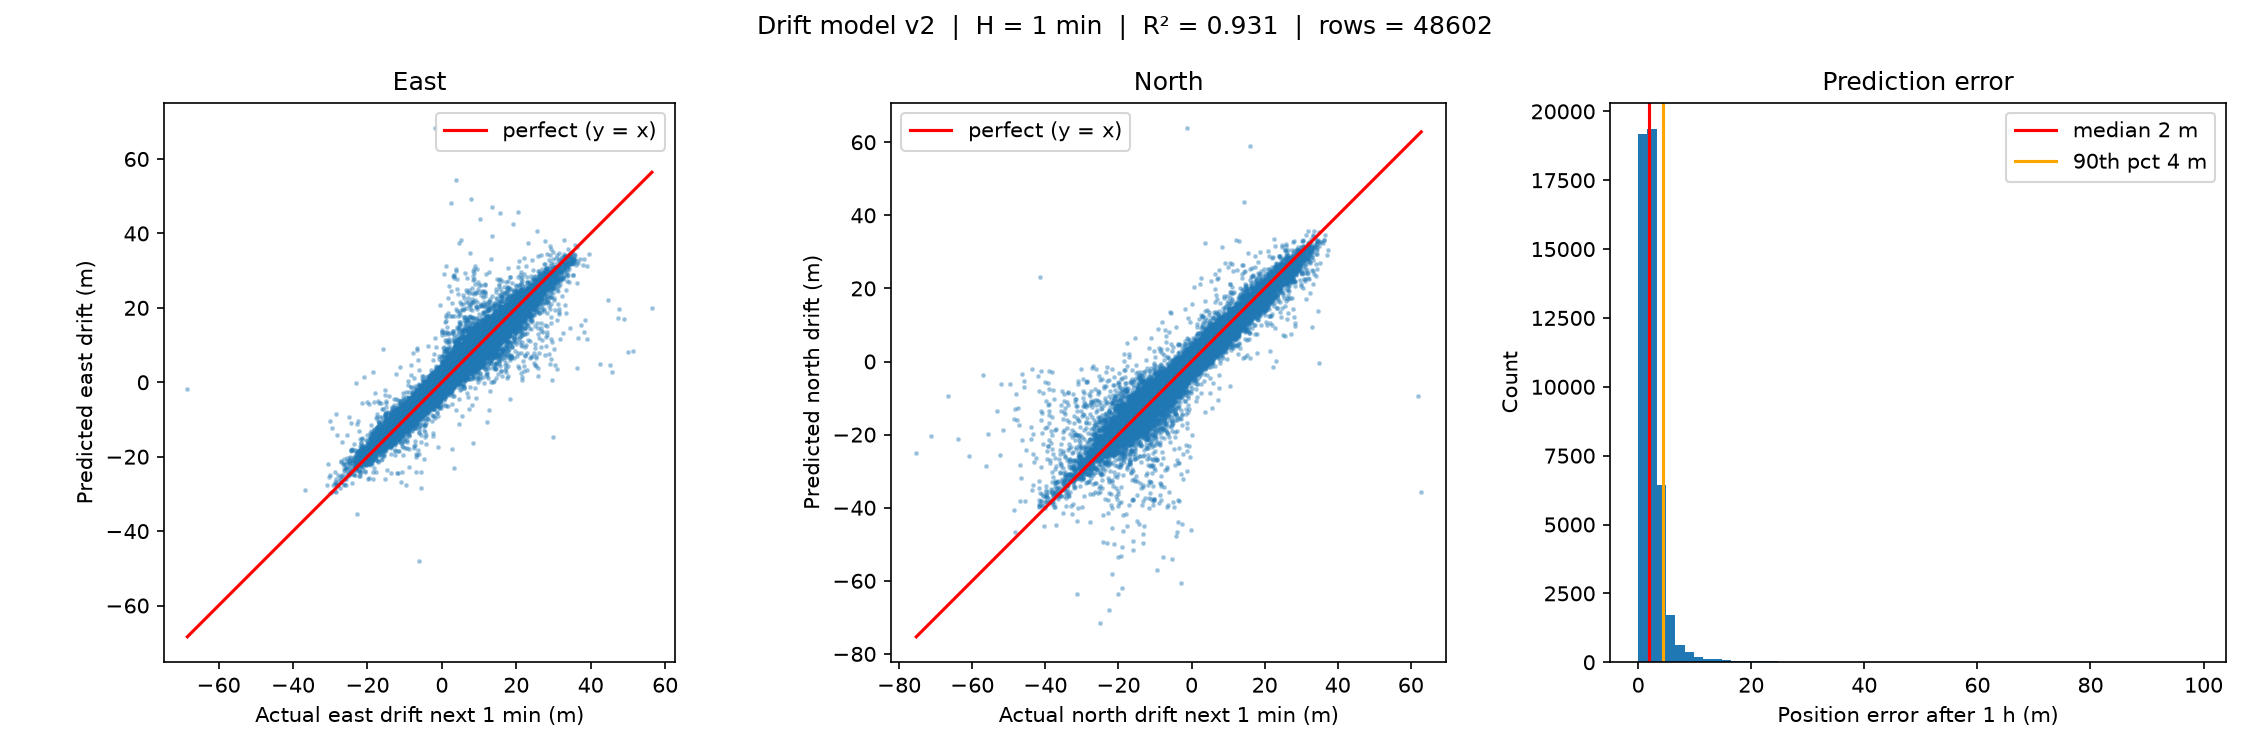 Drift model v2 | H = 1 min | R² = 0.931 | rows = 48602
East
perfect (y = x)
60
40
20
0
−20
−40
−60
Predicted east drift (m)
−60 −40 −20 0 20 40 60
Actual east drift next 1 min (m)
North
perfect (y = x)
60
40
20
0
−20
−40
−60
−80
Predicted north drift (m)
−80 −60 −40 −20 0 20 40 60
Actual north drift next 1 min (m)
Prediction error
median 2 m
90th pct 4 m
20000
17500
15000
12500
10000
7500
5000
2500
0
Count
0 20 40 60 80 100
Position error after 1 h (m)